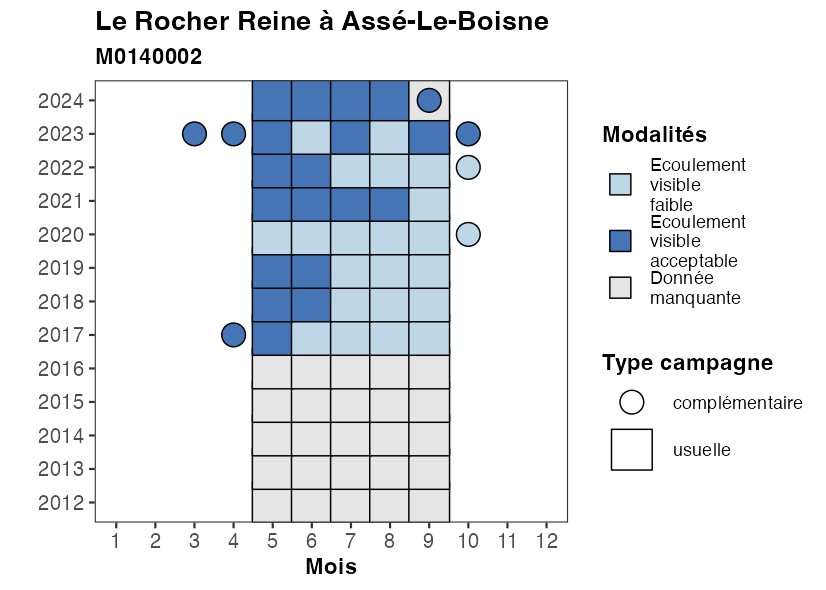 Le Rocher Reine à Assé-Le-Boisne
M0140002
2024
2023
2022
2021
2020
2019
2018
2017
2016
2015
2014
2013
2012
1 2 3 4 5 6 7 8 9 10 11 12
Mois
Modalités
Ecoulement
visible
faible
Ecoulement
visible
acceptable
Donnée
manquante
Type campagne
complémentaire
usuelle